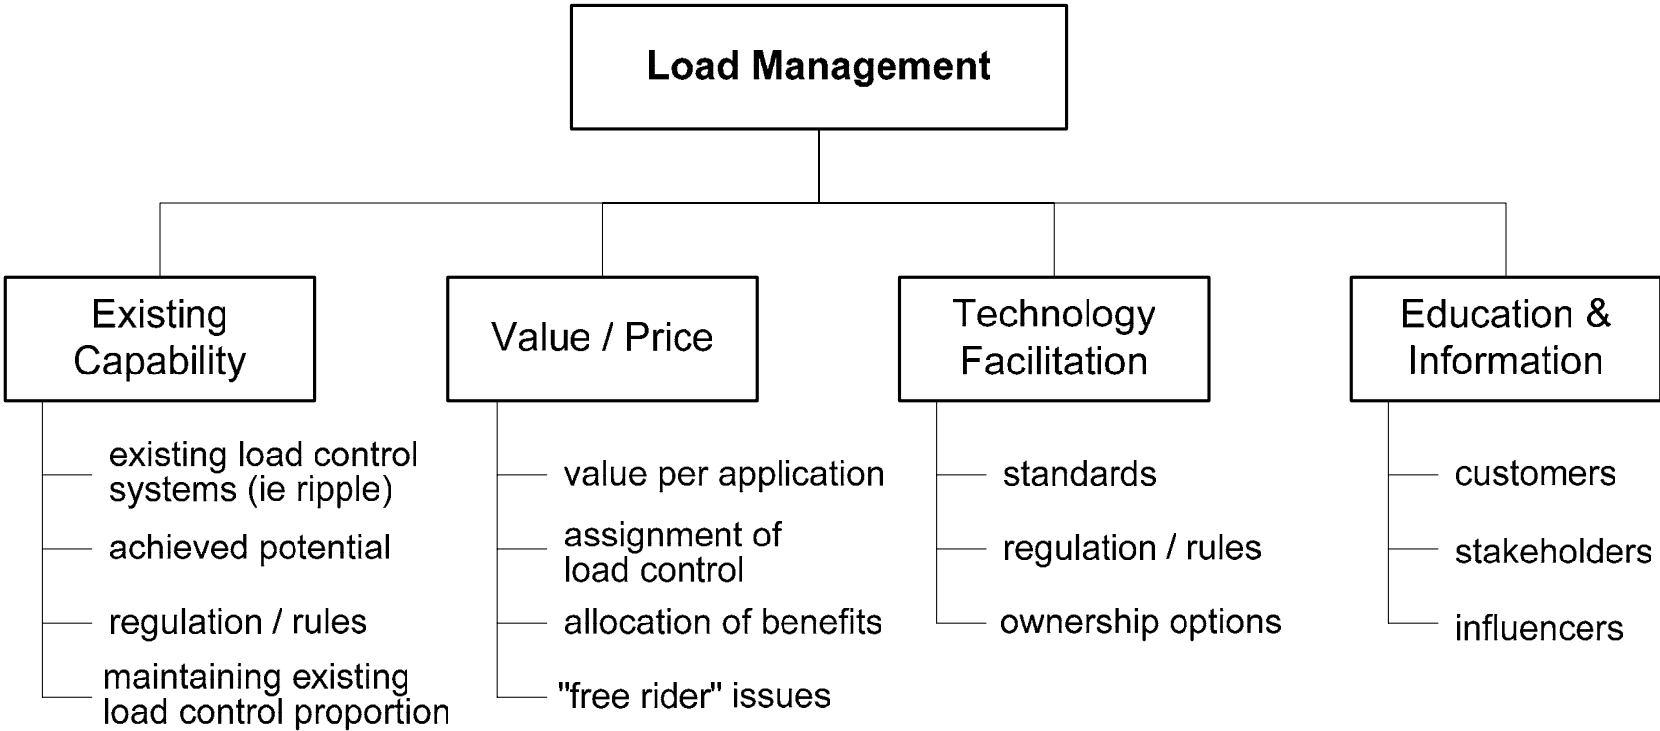 Load Management
Existing
Capability
existing load control
systems (ie ripple)
achieved potential
regulation / rules
maintaining existing
load control proportion
Value / Price
value per application
assignment of
load control
allocation of benefits
"free rider" issues
Technology
Facilitation
standards
regulation / rules
ownership options
Education &
Information
customers
stakeholders
influencers